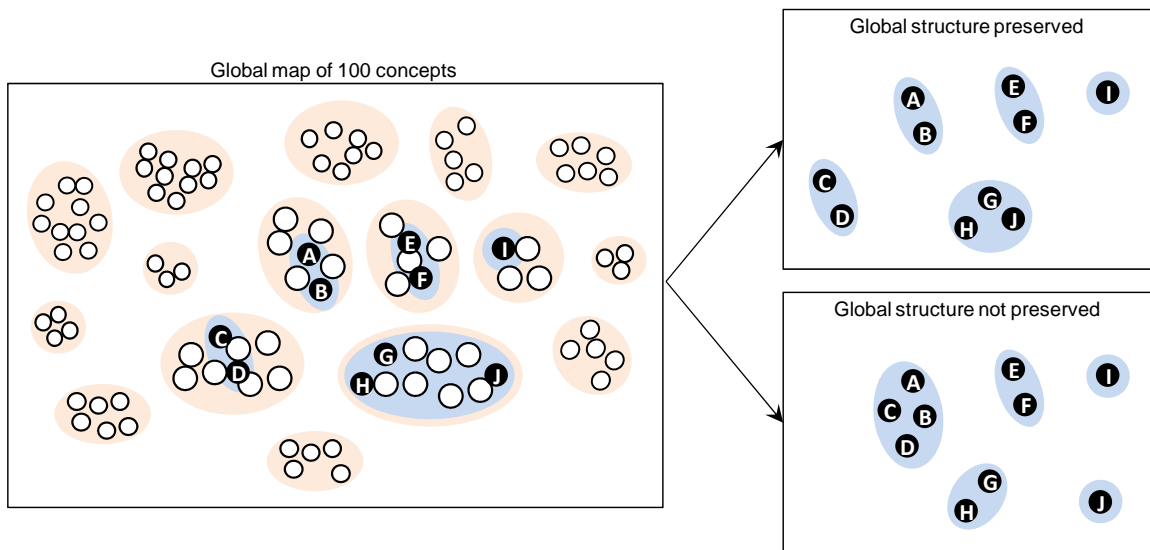 Global map of 100 concepts
A
B
E
F
I
C
D
G
H
J
Global structure preserved
A
B
E
F
I
C
D
G
H
J
Global structure not preserved
A
C
B
D
E
F
I
G
H
J